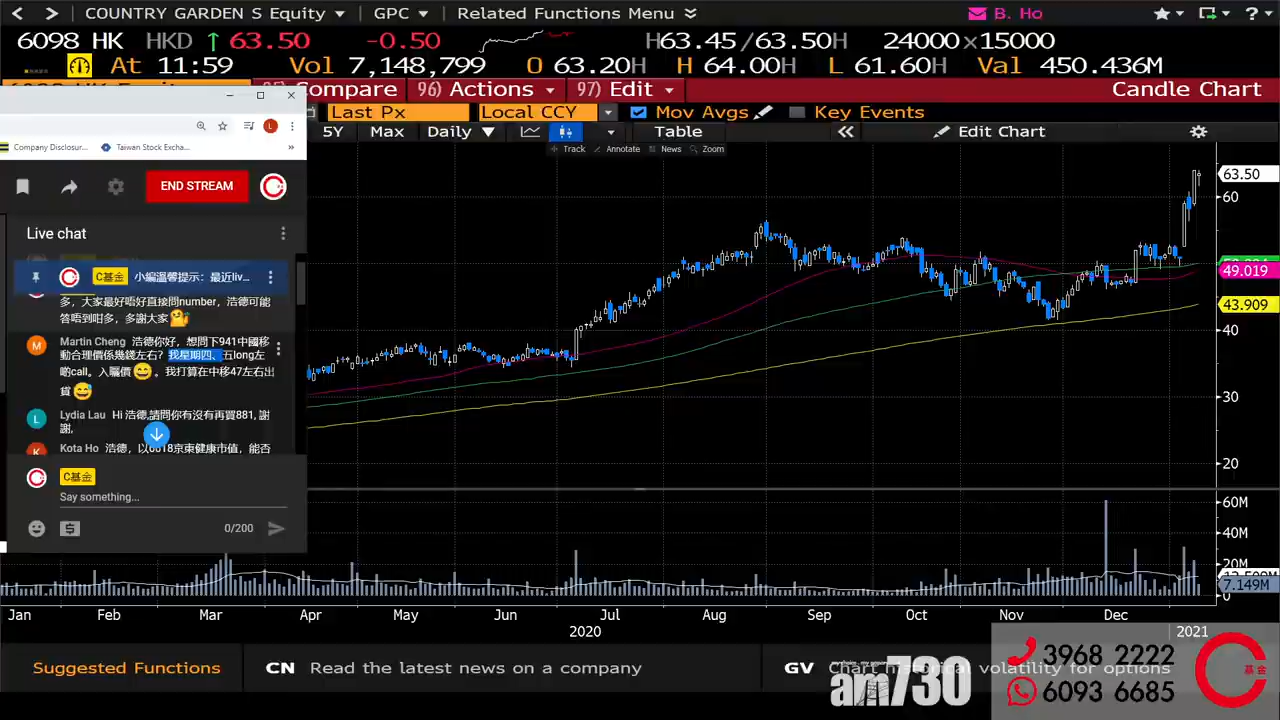 COUNTRY GARDEN S Equity
GPC
Related Functions Menu
B. Ho
6098 HK HKD ↑ 63.50 -0.50 H63.45/63.50H 24000×15000
At 11:59 Vol 7,148,799 O 63.20H H 64.00H L 61.60H Val 450.436M
Compare
96) Actions
97) Edit
Candle Chart
Last Px
Local CCY
Mov Avgs
Key Events
5Y Max Daily
Table
Edit Chart
Track Annotate News Zoom
Company Disclosur...
Taiwan Stock Excha...
END STREAM
Live chat
C基金 小編溫馨提示：最近liv...
多，大家最好唔好直接問number，浩德可能
答唔到咁多，多謝大家
Martin Cheng 浩德你好，想問下941中國移
動合理價係幾錢左右？我星期四、五long左
啲call。入屬價😄。我打算在中移47左右出
貨😅
Lydia Lau Hi 浩德,請問你有沒有再買881, 謝
謝,
Kota Ho 浩德，以6618京東健康市值，能否
C基金
Say something...
0/200
63.50
60
49.019
43.909
40
30
20
60M
40M
20M
7.149M
0
Jan Feb Mar Apr May Jun Jul Aug Sep Oct Nov Dec
2020
2021
Suggested Functions
CN Read the latest news on a company
GV Chart historical volatility for options
am730
3968 2222
6093 6685
基金